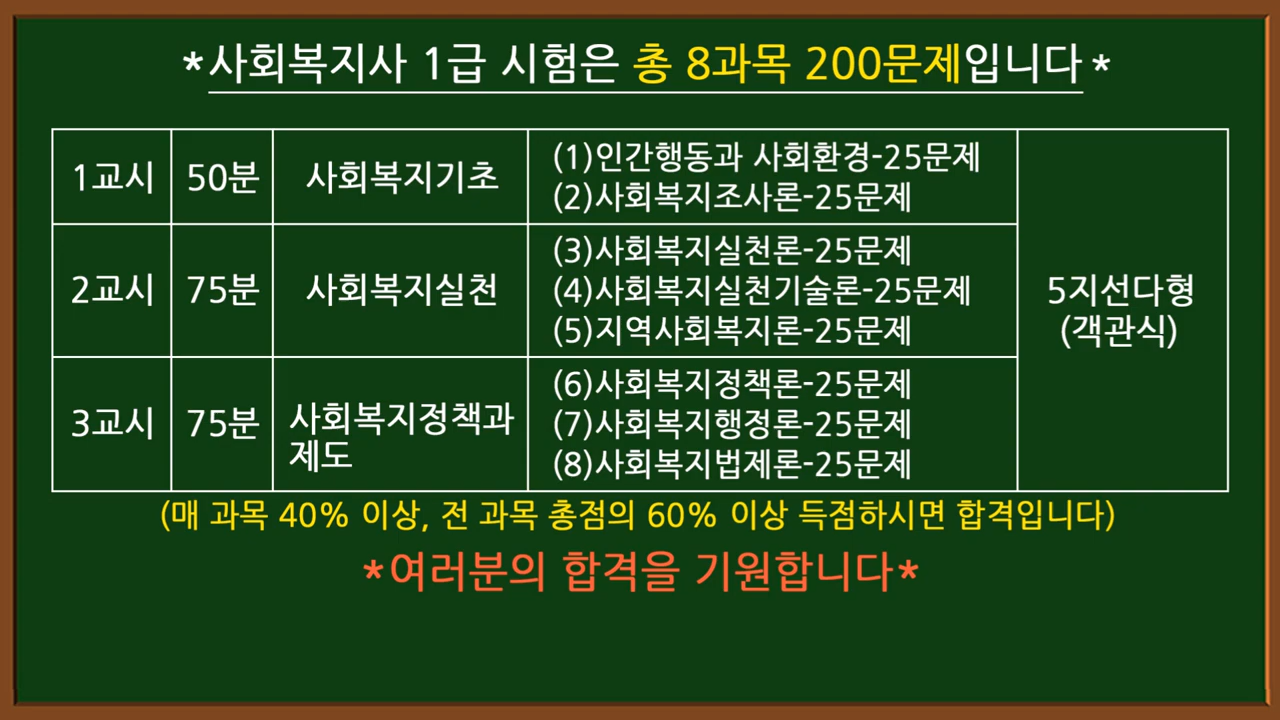 *사회복지사 1급 시험은 총 8과목 200문제입니다*
1교시 50분 사회복지기초
(1)인간행동과 사회환경-25문제
(2)사회복지조사론-25문제
2교시 75분 사회복지실천
(3)사회복지실천론-25문제
(4)사회복지실천기술론-25문제
(5)지역사회복지론-25문제
3교시 75분
사회복지정책과
제도
(6)사회복지정책론-25문제
(7)사회복지행정론-25문제
(8)사회복지법제론-25문제
5지선다형
(객관식)
(매 과목 40% 이상, 전 과목 총점의 60% 이상 득점하시면 합격입니다)
*여러분의 합격을 기원합니다*